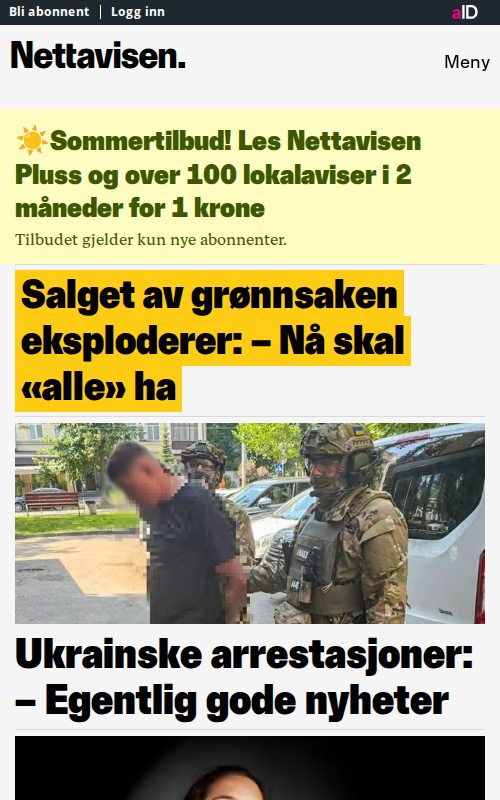 Bli abonnent | Logg inn
aID
Nettavisen.
Meny
☀️Sommertilbud! Les Nettavisen
Pluss og over 100 lokalaviser i 2
måneder for 1 krone
Tilbudet gjelder kun nye abonnenter.
Salget av grønnsaken
eksploderer: – Nå skal
«alle» ha
Ukrainske arrestasjoner:
– Egentlig gode nyheter